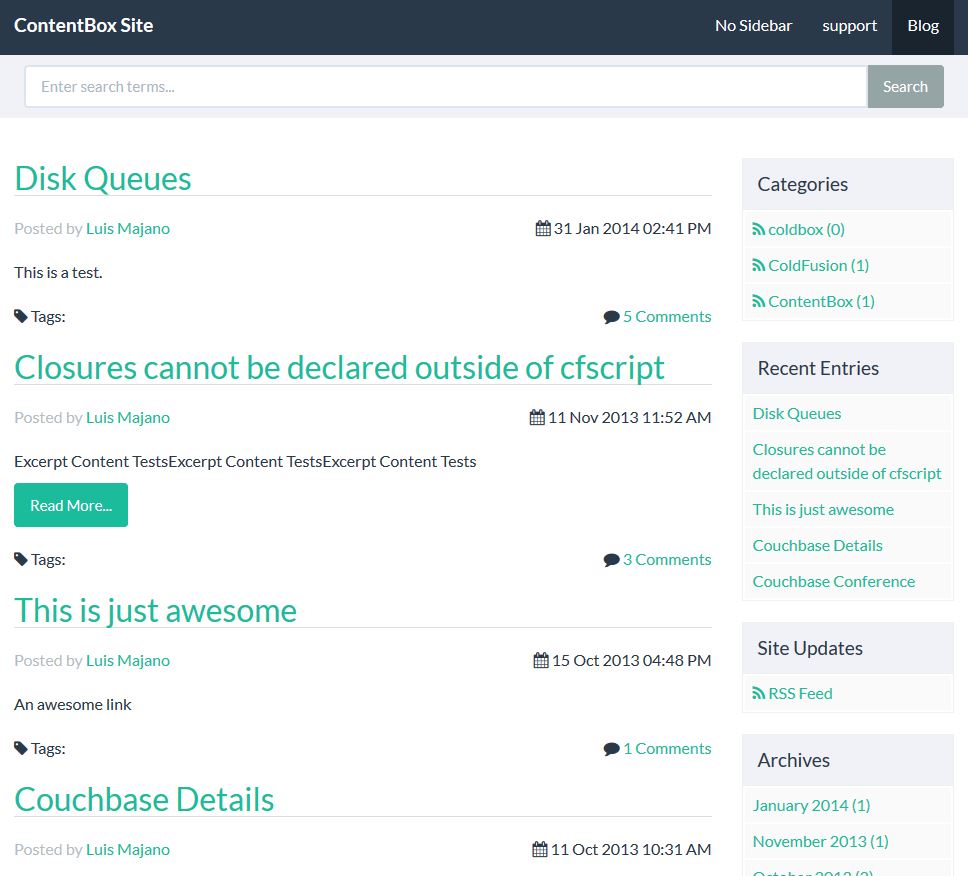 ContentBox Site
No Sidebar support Blog
Enter search terms... Search
Disk Queues
Posted by Luis Majano 31 Jan 2014 02:41 PM
This is a test.
Tags: 5 Comments
Closures cannot be declared outside of cfscript
Posted by Luis Majano 11 Nov 2013 11:52 AM
Excerpt Content TestsExcerpt Content TestsExcerpt Content Tests
Read More...
Tags: 3 Comments
This is just awesome
Posted by Luis Majano 15 Oct 2013 04:48 PM
An awesome link
Tags: 1 Comments
Couchbase Details
Posted by Luis Majano 11 Oct 2013 10:31 AM
Categories
coldbox (0)
ColdFusion (1)
ContentBox (1)
Recent Entries
Disk Queues
Closures cannot be
declared outside of cfscript
This is just awesome
Couchbase Details
Couchbase Conference
Site Updates
RSS Feed
Archives
January 2014 (1)
November 2013 (1)
October 2013